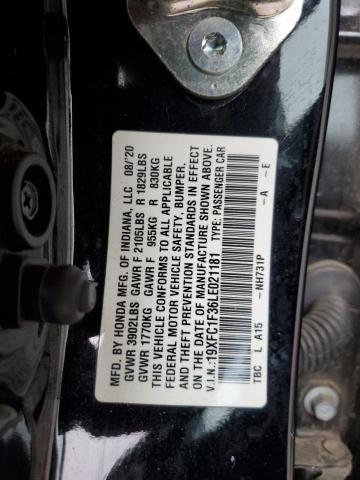 MFD. BY HONDA MFG. OF INDIANA, LLC 08/20
GVWR 3902LBS GAWR F 2105LBS R 1829LBS
GVWR 1770KG GAWR F 955KG R 830KG
THIS VEHICLE CONFORMS TO ALL APPLICABLE
FEDERAL MOTOR VEHICLE SAFETY, BUMPER,
AND THEFT PREVENTION STANDARDS IN EFFECT
ON THE DATE OF MANUFACTURE SHOWN ABOVE.
V.I.N.:19XFC1F36LE021181 TYPE: PASSENGER CAR
TBC L A15 -NH731P -A -E